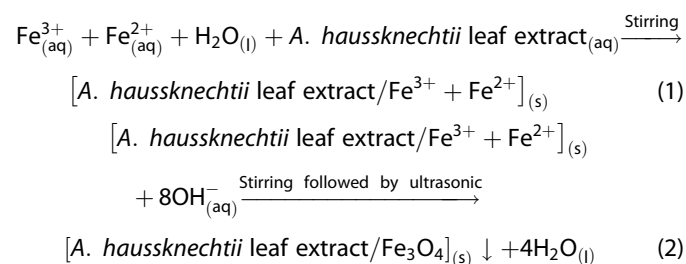 Fe³⁺(aq) + Fe²⁺(aq) + H₂O(l) + A. haussknechtii leaf extract(aq) —Stirring→
[A. haussknechtii leaf extract/Fe³⁺ + Fe²⁺](s) (1)
[A. haussknechtii leaf extract/Fe³⁺ + Fe²⁺](s)
+ 8OH⁻(aq) —Stirring followed by ultrasonic→
[A. haussknechtii leaf extract/Fe₃O₄](s) ↓ +4H₂O(l) (2)